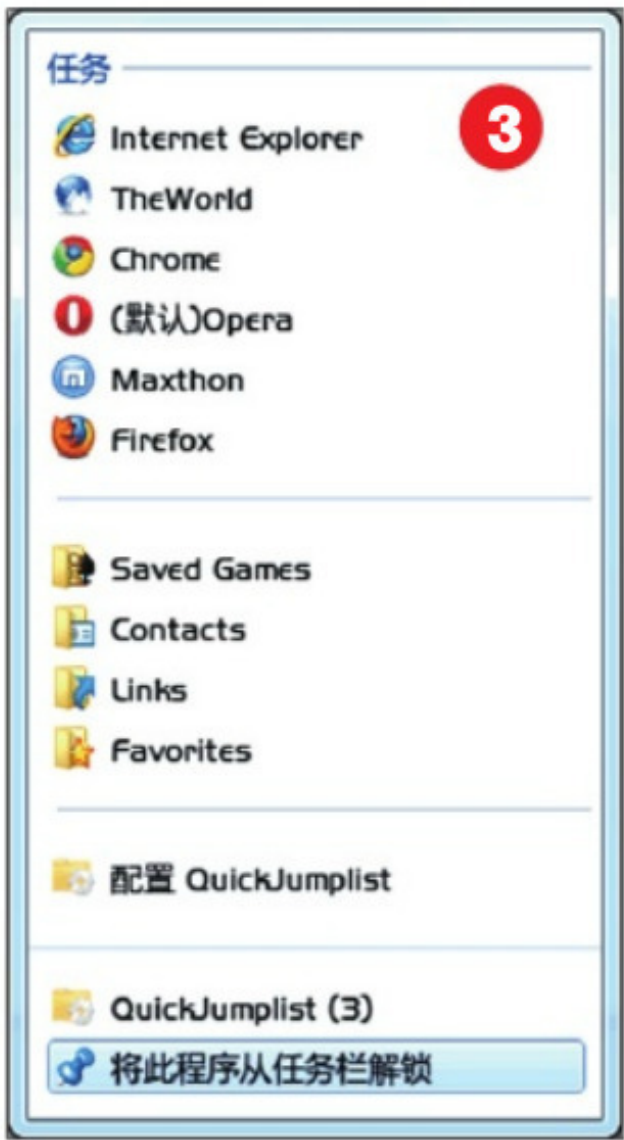 任务
3
Internet Explorer
TheWorld
Chrome
(默认)Opera
Maxthon
Firefox
Saved Games
Contacts
Links
Favorites
配置 QuickJumplist
QuickJumplist (3)
将此程序从任务栏解锁